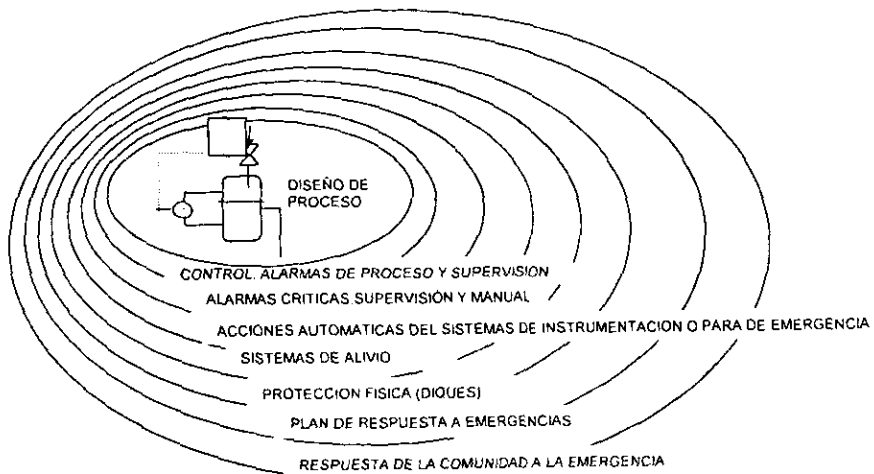 DISEÑO DE
PROCESO
CONTROL. ALARMAS DE PROCESO Y SUPERVISION
ALARMAS CRITICAS.SUPERVISIÓN Y MANUAL
ACCIONES AUTOMATICAS DEL SISTEMAS DE INSTRUMENTACION O PARA DE EMERGENCIA
SISTEMAS DE ALIVIO
PROTECCION FISICA (DIQUES)
PLAN DE RESPUESTA A EMERGENCIAS
RESPUESTA DE LA COMUNIDAD A LA EMERGENCIA